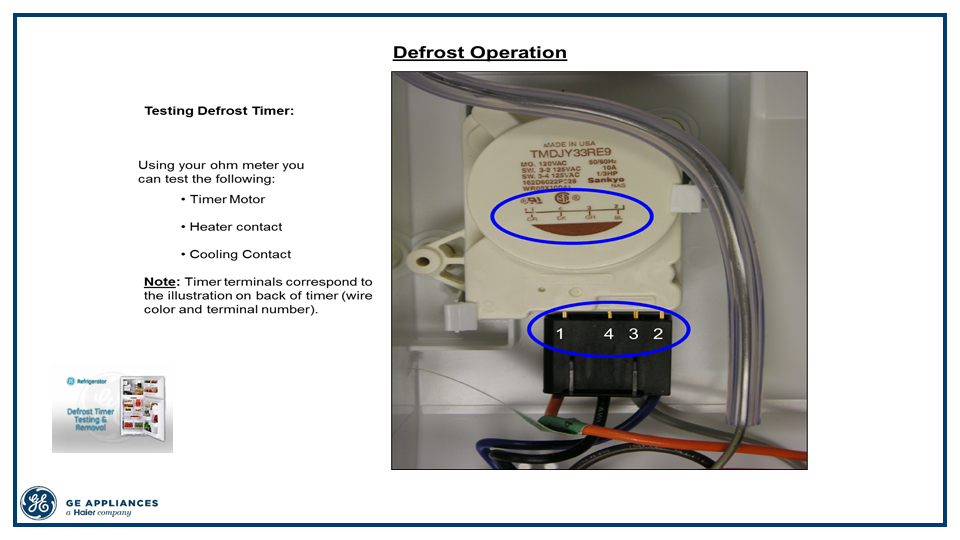 Defrost Operation
Testing Defrost Timer:
Using your ohm meter you
can test the following:
• Timer Motor
• Heater contact
• Cooling Contact
Note: Timer terminals correspond to
the illustration on back of timer (wire
color and terminal number).
MADE IN USA
TMDJY33RE9
MO. 120VAC 50/60Hz
SW. 3-2 125VAC 10A
SW. 3-4 125VAC 1/3HP
Sankyo
NAS
1 4 3 2
Refrigerator
Defrost Timer
Testing &
Removal
GE APPLIANCES
a Haier company